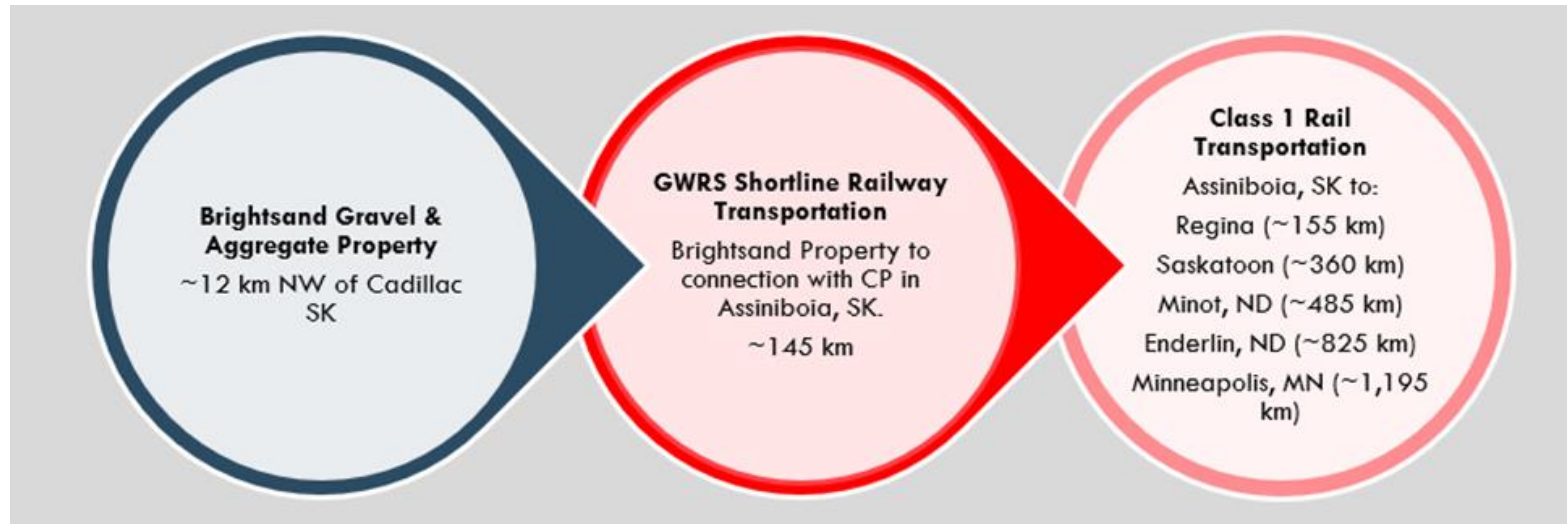 Brightsand Gravel &
Aggregate Property
~12 km NW of Cadillac
SK
GWRS Shortline Railway
Transportation
Brightsand Property to
connection with CP in
Assiniboia, SK.
~145 km
Class 1 Rail
Transportation
Assiniboia, SK to:
Regina (~155 km)
Saskatoon (~360 km)
Minot, ND (~485 km)
Enderlin, ND (~825 km)
Minneapolis, MN (~1,195
km)